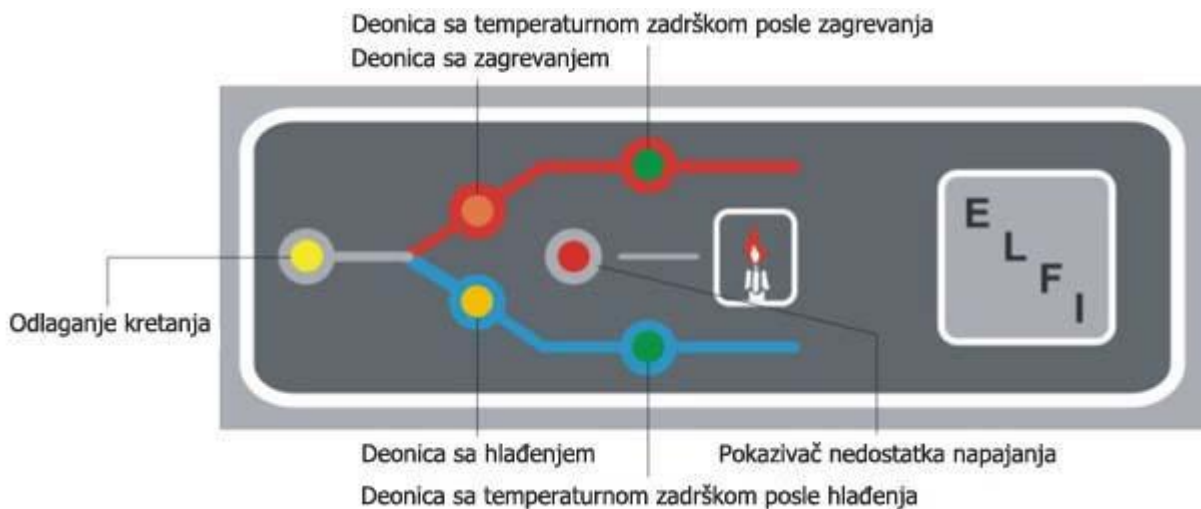 Deonica sa temperaturnom zadrškom posle zagrevanja
Deonica sa zagrevanjem
E
L
F
I
Odlaganje kretanja
Deonica sa hlađenjem
Pokazivač nedostatka napajanja
Deonica sa temperaturnom zadrškom posle hlađenja